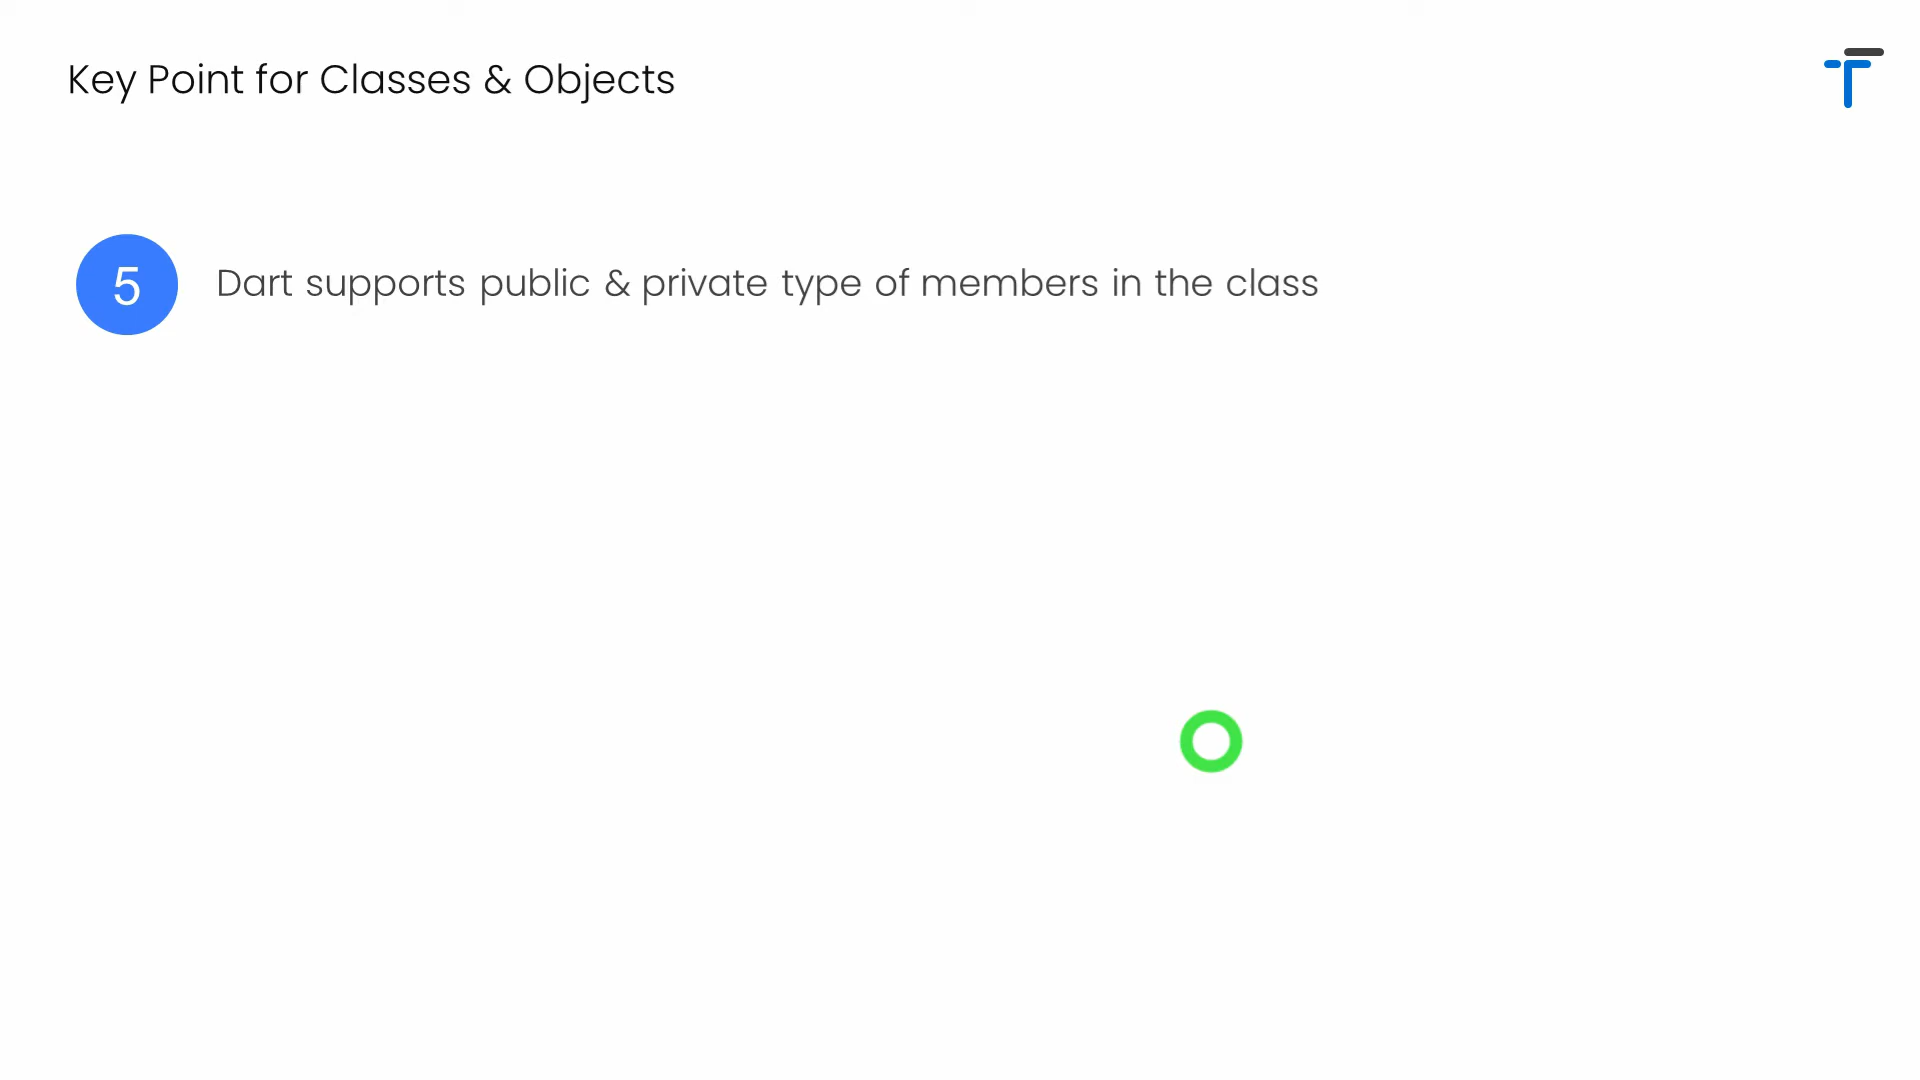 Key Point for Classes & Objects
5 Dart supports public & private type of members in the class